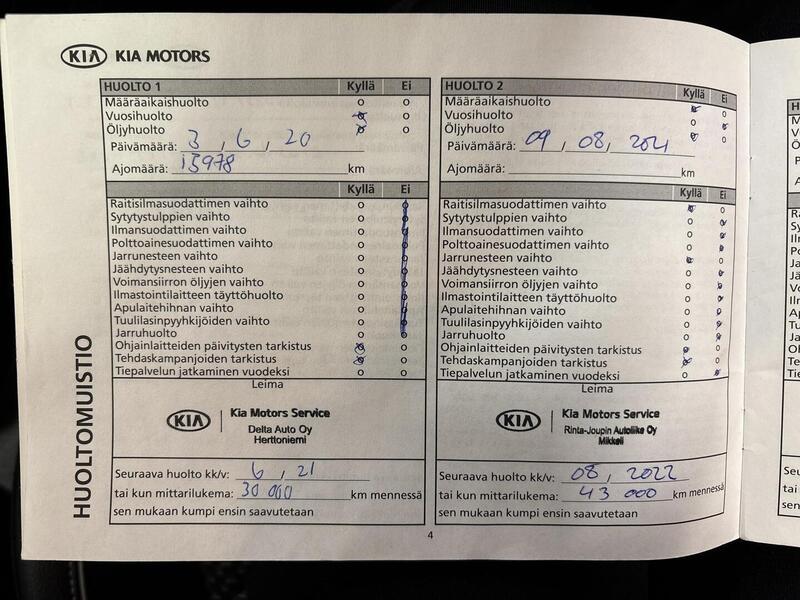 KIA KIA MOTORS
HUOLTO 1 Kyllä Ei
Määräaikaishuolto o o
Vuosihuolto o
Öljyhuolto o
Päivämäärä: 3, 6, 20
Ajomäärä: 15978 km
Kyllä Ei
Raitisilmasuodattimen vaihto o
Sytytystulppien vaihto o
Ilmansuodattimen vaihto o
Polttoainesuodattimen vaihto o
Jarrunesteen vaihto o
Jäähdytysnesteen vaihto o
Voimansiirron öljyjen vaihto o
Ilmastointilaitteen täyttöhuolto o
Apulaitehihnan vaihto o
Tuulilasinpyyhkijöiden vaihto o
Jarruhuolto o o
Ohjainlaitteiden päivitysten tarkistus o
Tehdaskampanjoiden tarkistus o
Tiepalvelun jatkaminen vuodeksi o o
Leima
KIA Kia Motors Service
Delta Auto Oy
Herttoniemi
Seuraava huolto kk/v: 6, 21
tai kun mittarilukema: 30 000 km mennessä
sen mukaan kumpi ensin saavutetaan
HUOLTO 2 Kyllä Ei
Määräaikaishuolto o
Vuosihuolto o
Öljyhuolto o
Päivämäärä: 09, 08, 2021
Ajomäärä: km
Kyllä Ei
Raitisilmasuodattimen vaihto o
Sytytystulppien vaihto o
Ilmansuodattimen vaihto o
Polttoainesuodattimen vaihto o
Jarrunesteen vaihto o
Jäähdytysnesteen vaihto o
Voimansiirron öljyjen vaihto o
Ilmastointilaitteen täyttöhuolto o
Apulaitehihnan vaihto o
Tuulilasinpyyhkijöiden vaihto o
Jarruhuolto o
Ohjainlaitteiden päivitysten tarkistus o
Tehdaskampanjoiden tarkistus o
Tiepalvelun jatkaminen vuodeksi o
Leima
KIA Kia Motors Service
Rinta-Joupin Autoliike Oy
Mikkeli
Seuraava huolto kk/v: 08, 2022
tai kun mittarilukema: 43 000 km mennessä
sen mukaan kumpi ensin saavutetaan
HUOLTOMUISTIO
4